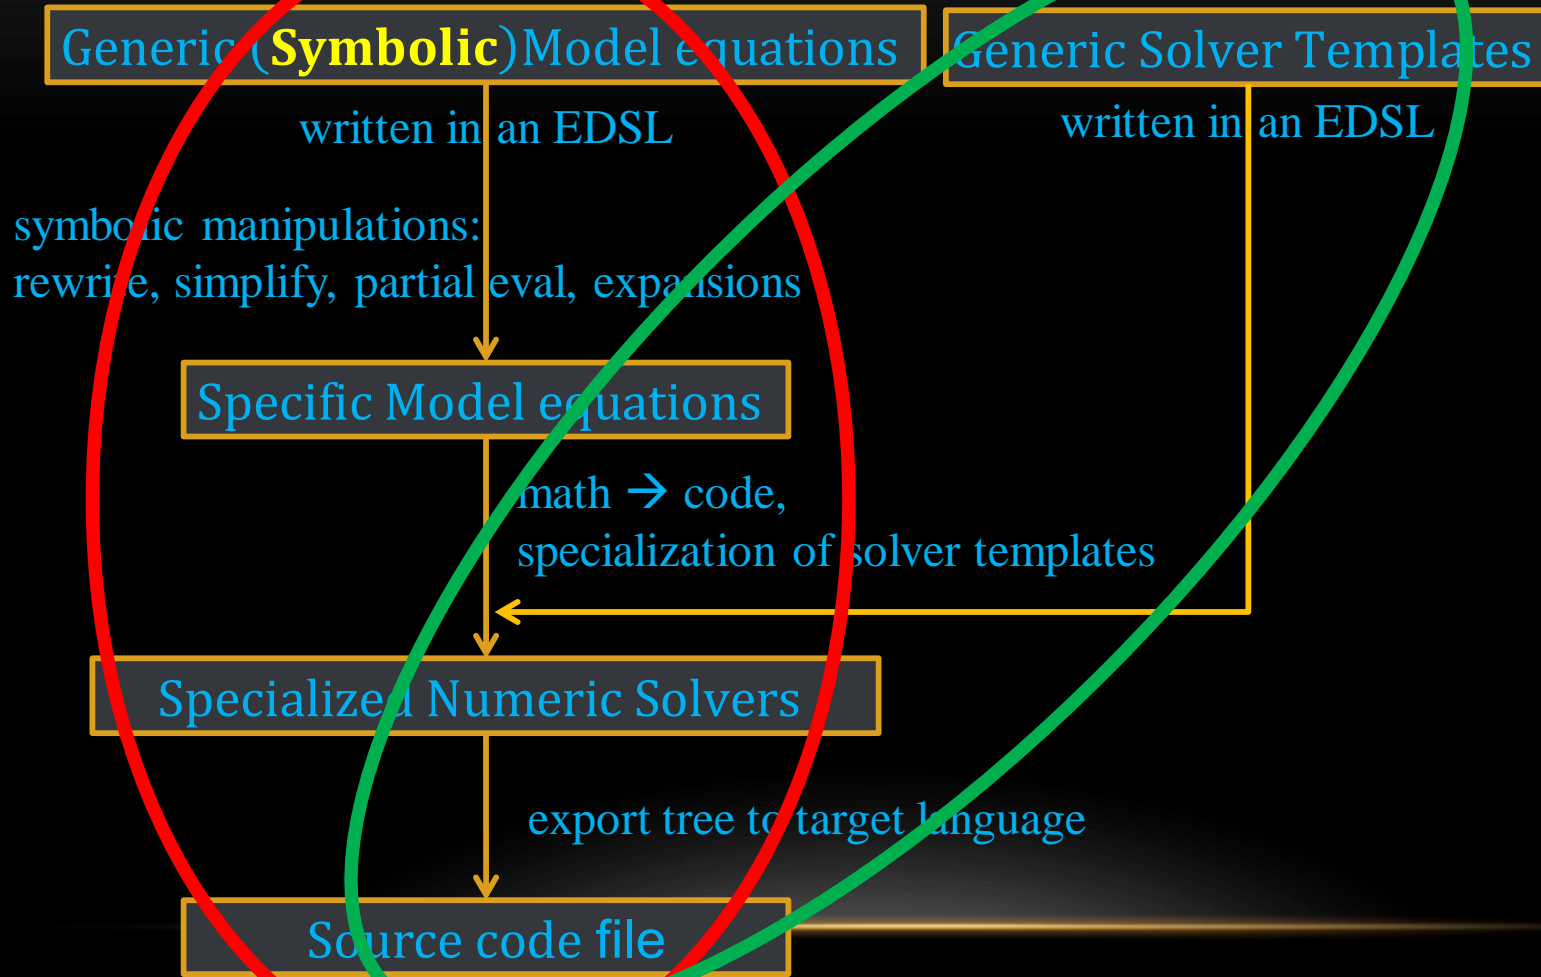 Generic (Symbolic)Model equations
Generic Solver Templates
written in an EDSL
written in an EDSL
symbolic manipulations:
rewrite, simplify, partial eval, expansions
Specific Model equations
math → code,
specialization of solver templates
Specialized Numeric Solvers
export tree to target language
Source code file